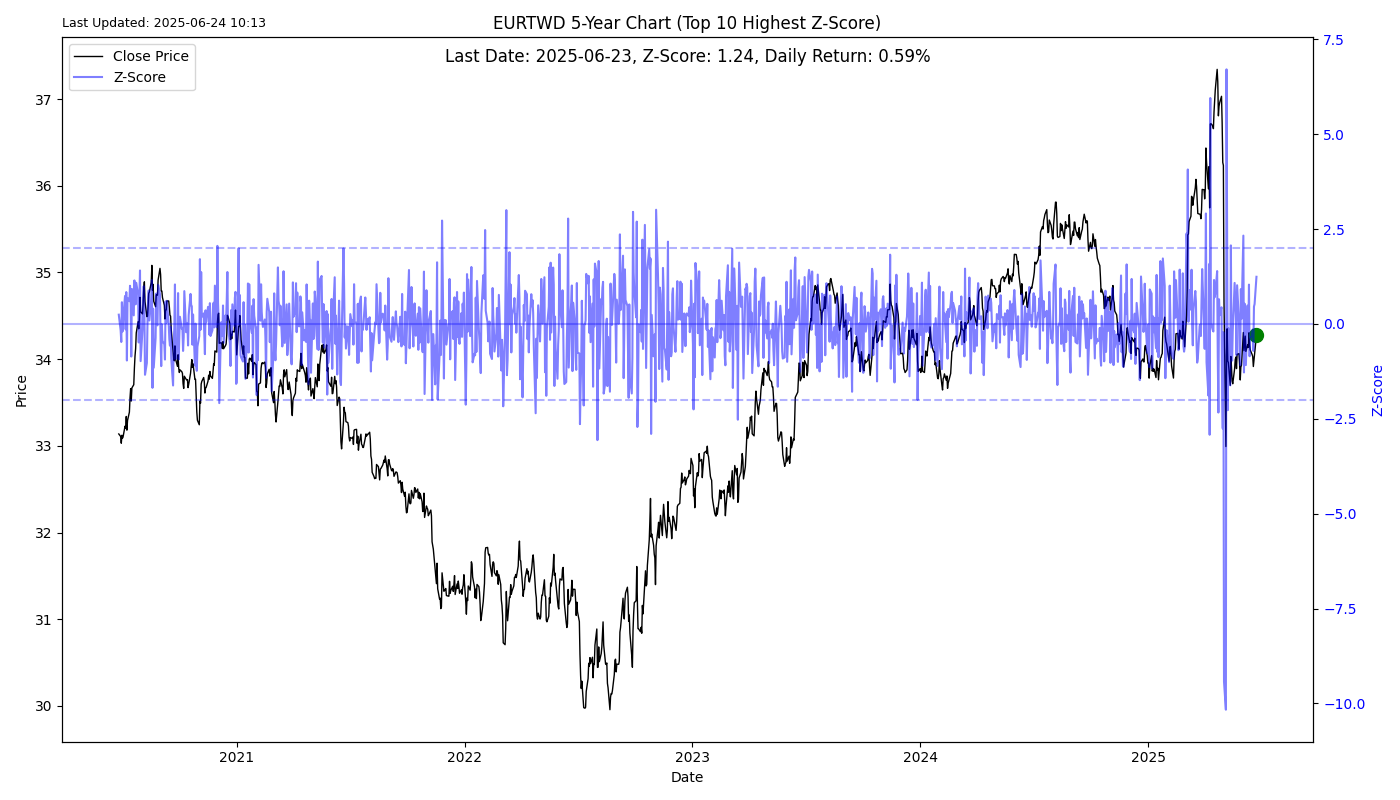 Last Updated: 2025-06-24 10:13
EURTWD 5-Year Chart (Top 10 Highest Z-Score)
Last Date: 2025-06-23, Z-Score: 1.24, Daily Return: 0.59%
Close Price
Z-Score
Price
37
36
35
34
33
32
31
30
7.5
5.0
2.5
0.0
−2.5
−5.0
−7.5
−10.0
Z-Score
2021
2022
2023
2024
2025
Date